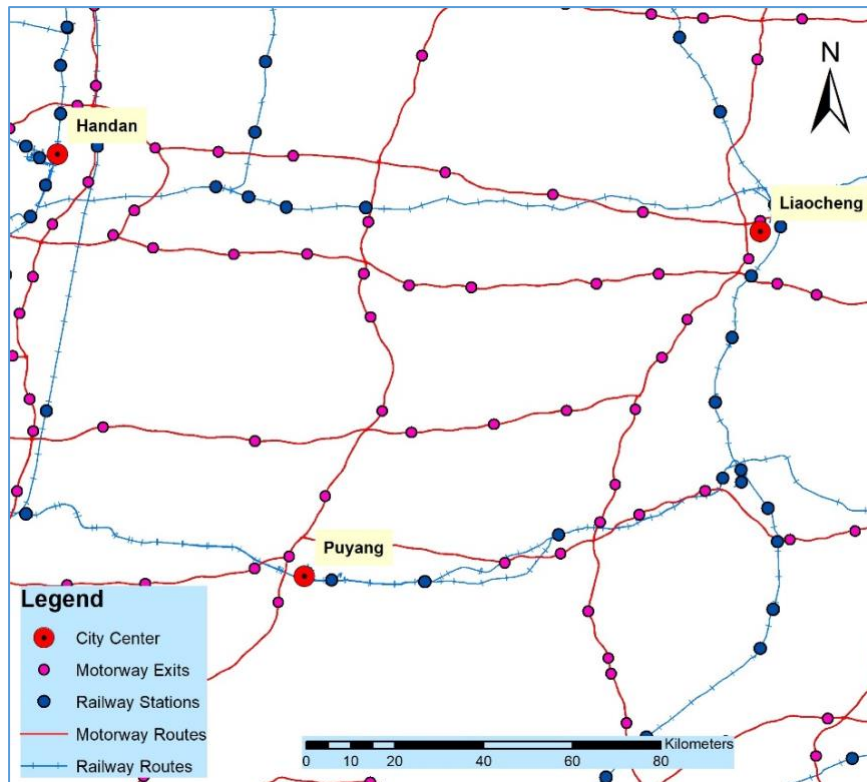 N
Handan
Liaocheng
Puyang
Legend
City Center
Motorway Exits
Railway Stations
Motorway Routes
Railway Routes
Kilometers
0 10 20 40 60 80